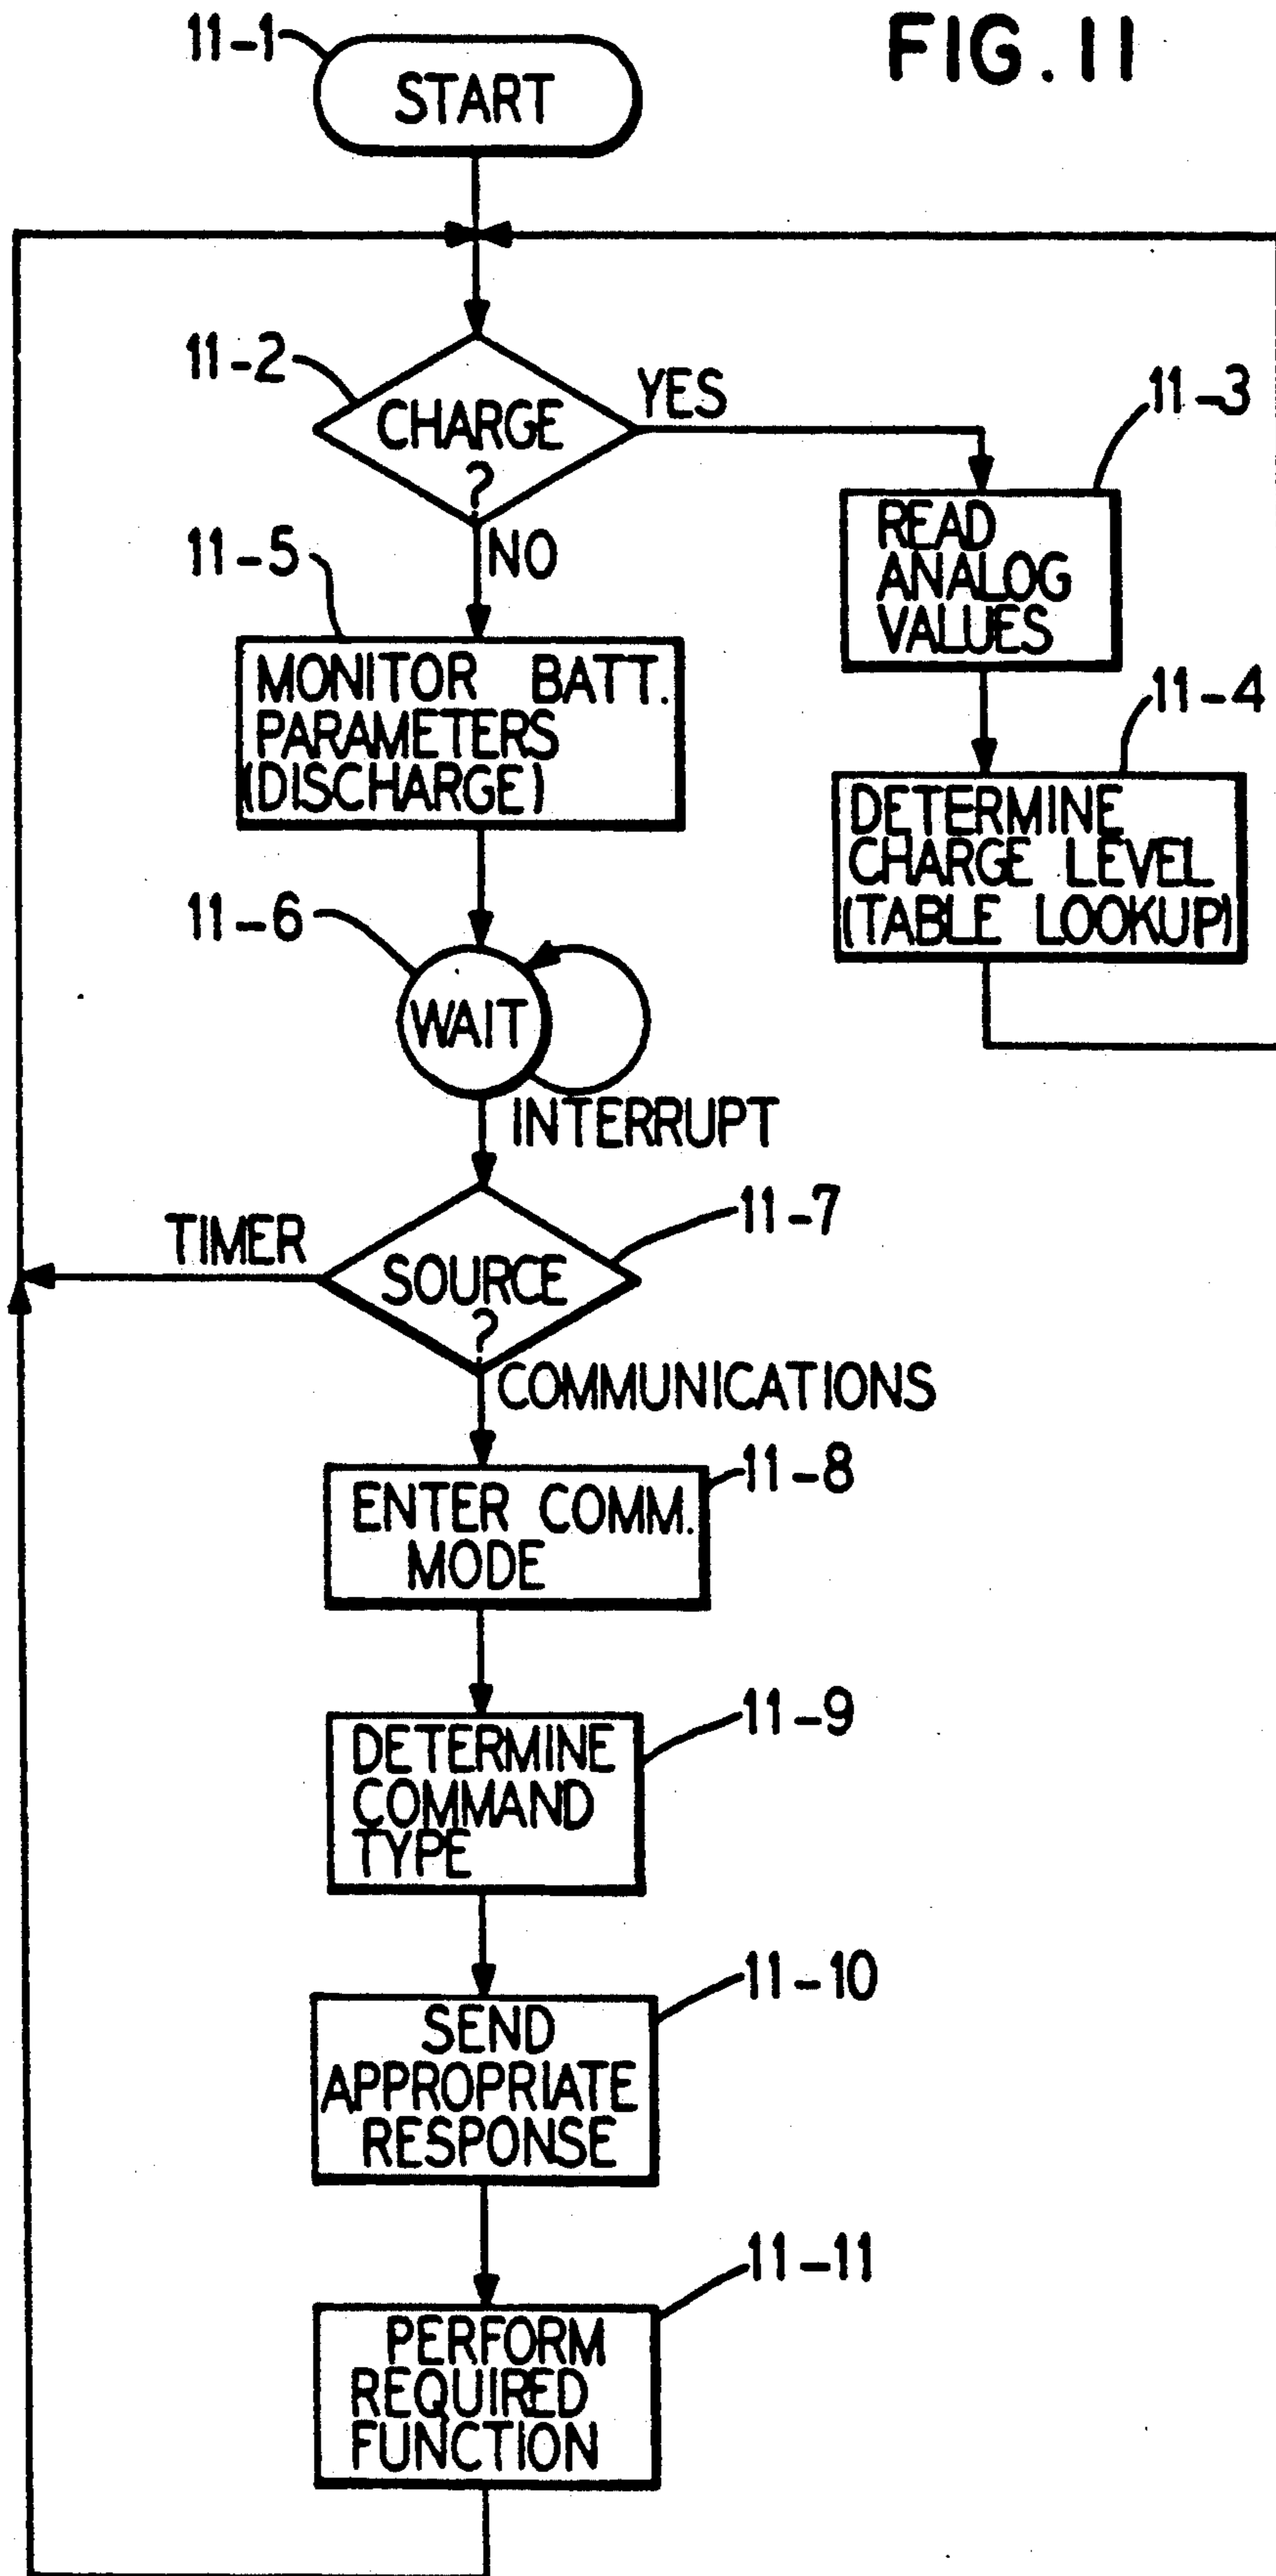 FIG. 11
11-1
START
11-2
CHARGE
?
YES
NO
11-3
READ
ANALOG
VALUES
11-4
DETERMINE
CHARGE LEVEL
(TABLE LOOKUP)
11-5
MONITOR BATT.
PARAMETERS
(DISCHARGE)
11-6
WAIT
INTERRUPT
11-7
TIMER
SOURCE
?
COMMUNICATIONS
11-8
ENTER COMM.
MODE
11-9
DETERMINE
COMMAND
TYPE
11-10
SEND
APPROPRIATE
RESPONSE
11-11
PERFORM
REQUIRED
FUNCTION